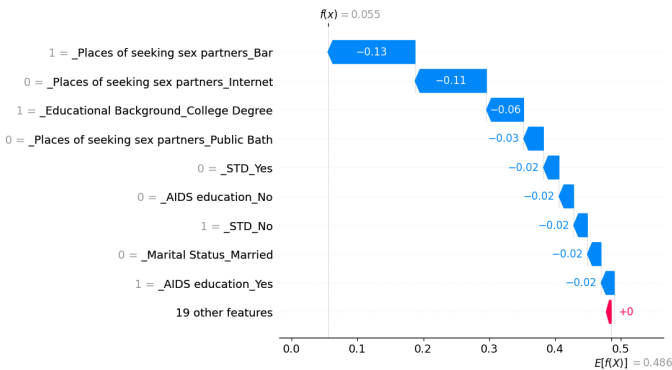 f(x) = 0.055
1 = _Places of seeking sex partners_Bar
−0.13
0 = _Places of seeking sex partners_Internet
−0.11
1 = _Educational Background_College Degree
−0.06
0 = _Places of seeking sex partners_Public Bath
−0.03
0 = _STD_Yes
−0.02
0 = _AIDS education_No
−0.02
1 = _STD_No
−0.02
0 = _Marital Status_Married
−0.02
1 = _AIDS education_Yes
−0.02
19 other features
+0
0.0 0.1 0.2 0.3 0.4 0.5
E[f(X)] = 0.486